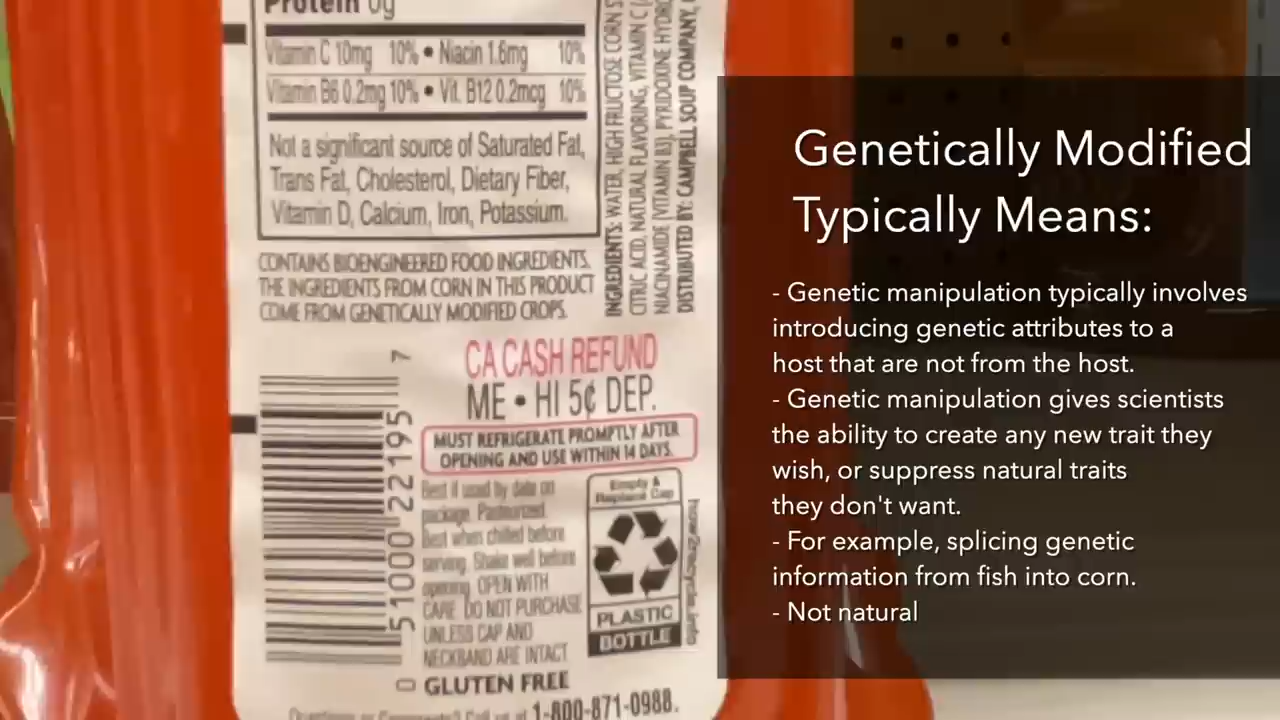 Protein 0g
Vitamin C 10mg 10% • Niacin 1.6mg 10%
Vitamin B6 0.2mg 10% • Vit. B12 0.2mcg 10%
Not a significant source of Saturated Fat,
Trans Fat, Cholesterol, Dietary Fiber,
Vitamin D, Calcium, Iron, Potassium.
INGREDIENTS: WATER, HIGH FRUCTOSE CORN
CITRIC ACID, NATURAL FLAVORING, VITAMIN C
NIACINAMIDE [VITAMIN B3], PYRIDOXINE
DISTRIBUTED BY: CAMPBELL SOUP COMPANY,
CONTAINS BIOENGINEERED FOOD INGREDIENTS.
THE INGREDIENTS FROM CORN IN THIS PRODUCT
COME FROM GENETICALLY MODIFIED CROPS.
CA CASH REFUND
ME • HI 5¢ DEP.
MUST REFRIGERATE PROMPTLY AFTER
OPENING AND USE WITHIN 14 DAYS.
0 51000 22195 7
Best if used by date on
package. Pasteurized.
Best when chilled before
serving. Shake well before
opening. OPEN WITH
CARE. DO NOT PURCHASE
UNLESS CAP AND
NECKBAND ARE INTACT
GLUTEN FREE
Empty &
Replace Cap
PLASTIC
BOTTLE
how2recycle.info
Questions or Comments? Call us at 1-800-871-0988.
Genetically Modified
Typically Means:
- Genetic manipulation typically involves
introducing genetic attributes to a
host that are not from the host.
- Genetic manipulation gives scientists
the ability to create any new trait they
wish, or suppress natural traits
they don't want.
- For example, splicing genetic
information from fish into corn.
- Not natural